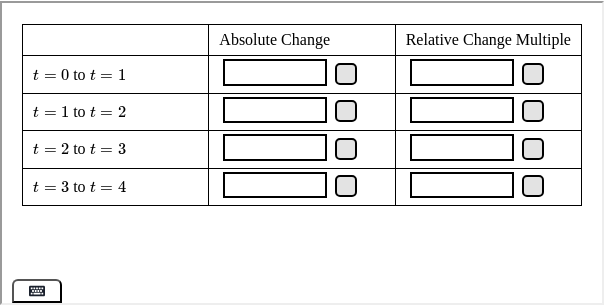 Absolute Change Relative Change Multiple
t = 0 to t = 1
t = 1 to t = 2
t = 2 to t = 3
t = 3 to t = 4